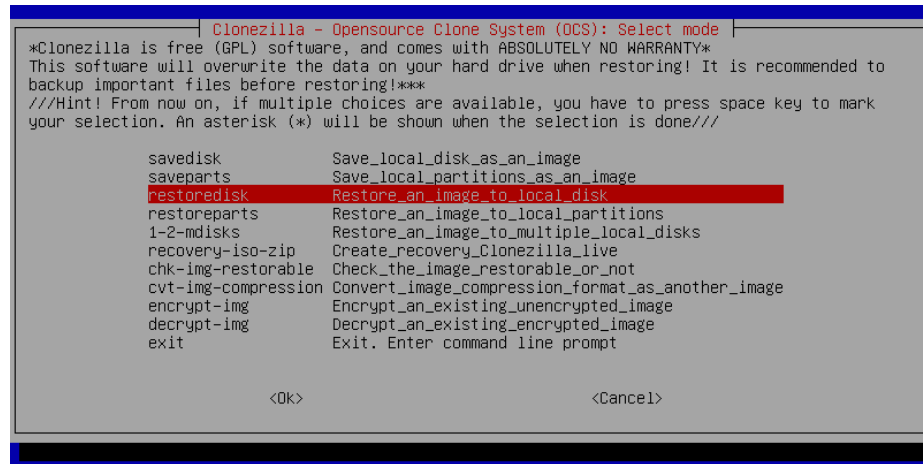 Clonezilla - Opensource Clone System (OCS): Select mode
*Clonezilla is free (GPL) software, and comes with ABSOLUTELY NO WARRANTY*
This software will overwrite the data on your hard drive when restoring! It is recommended to
backup important files before restoring!***
///Hint! From now on, if multiple choices are available, you have to press space key to mark
your selection. An asterisk (*) will be shown when the selection is done///
savedisk Save_local_disk_as_an_image
saveparts Save_local_partitions_as_an_image
restoredisk Restore_an_image_to_local_disk
restoreparts Restore_an_image_to_local_partitions
1-2-mdisks Restore_an_image_to_multiple_local_disks
recovery-iso-zip Create_recovery_Clonezilla_live
chk-img-restorable Check_the_image_restorable_or_not
cvt-img-compression Convert_image_compression_format_as_another_image
encrypt-img Encrypt_an_existing_unencrypted_image
decrypt-img Decrypt_an_existing_encrypted_image
exit Exit. Enter command line prompt
<Ok> <Cancel>